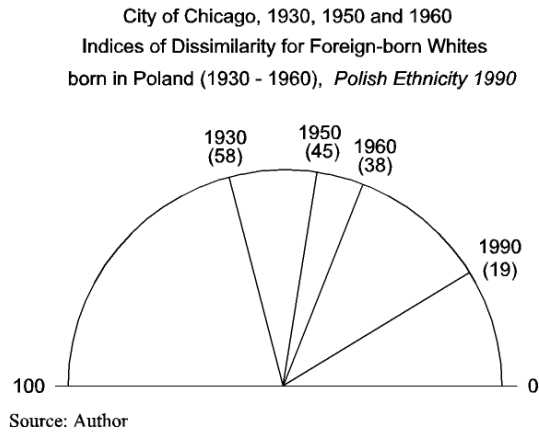 City of Chicago, 1930, 1950 and 1960
Indices of Dissimilarity for Foreign-born Whites
born in Poland (1930 - 1960), Polish Ethnicity 1990
1930
(58)
1950
(45)
1960
(38)
1990
(19)
100
0
Source: Author